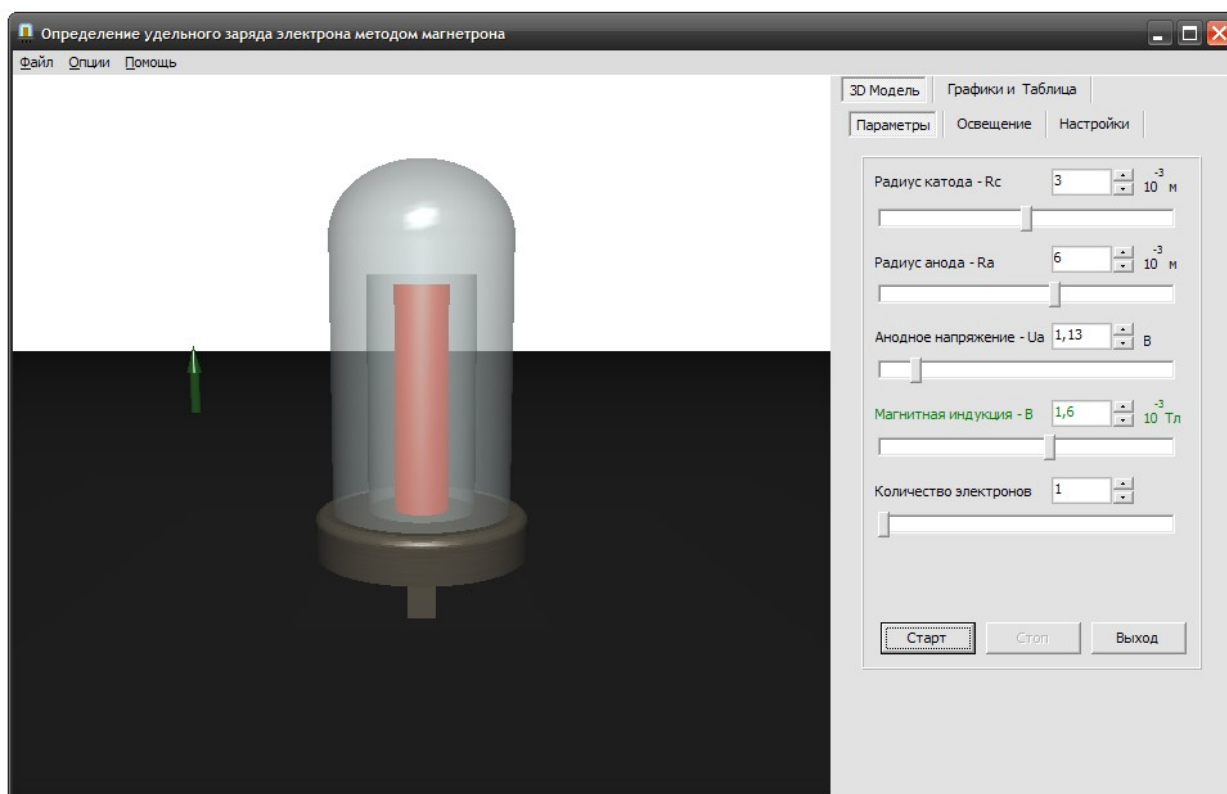 Определение удельного заряда электрона методом магнетрона
Файл Опции Помощь
3D Модель Графики и Таблица
Параметры Освещение Настройки
Радиус катода - Rc 3 10 -3 м
Радиус анода - Ra 6 10 -3 м
Анодное напряжение - Ua 1,13 В
Магнитная индукция - В 1,6 10 -3 Тл
Количество электронов 1
Старт Стоп Выход